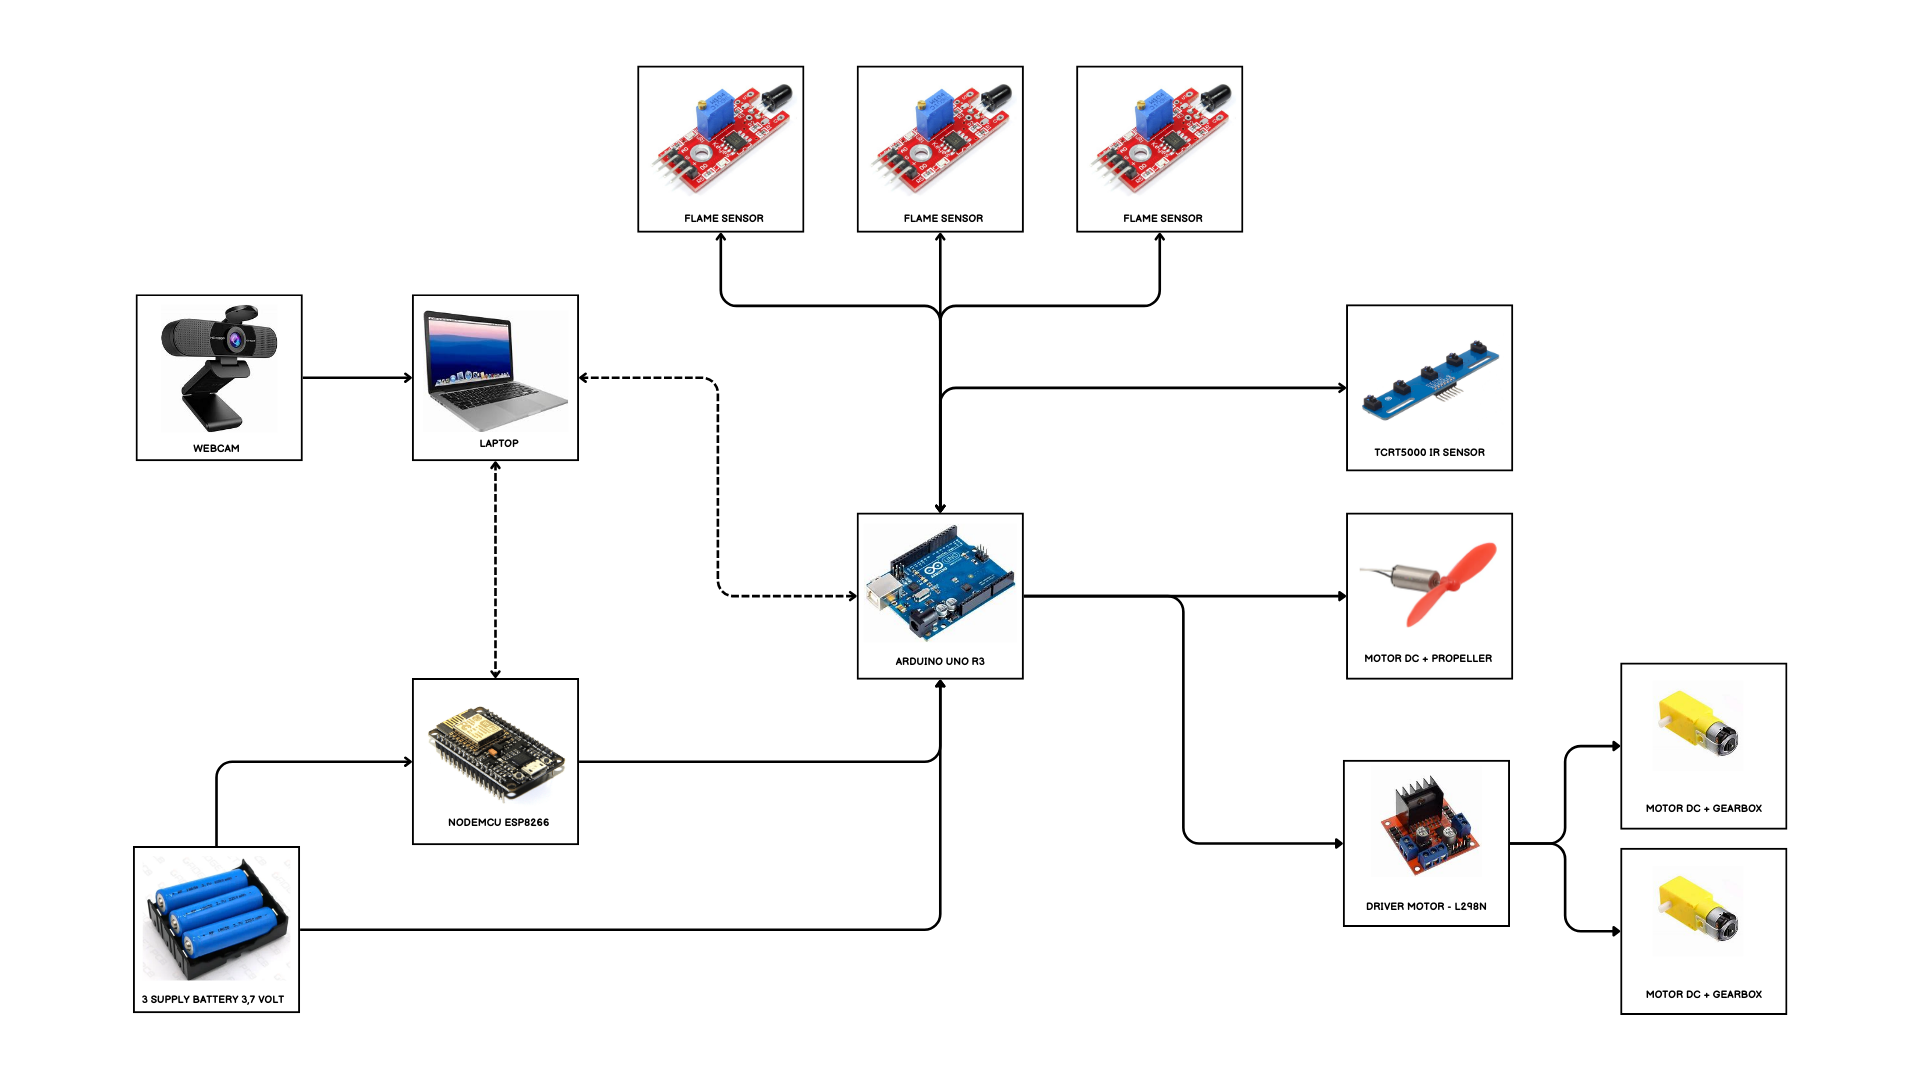 FLAME SENSOR
FLAME SENSOR
FLAME SENSOR
WEBCAM
LAPTOP
TCRT5000 IR SENSOR
ARDUINO UNO R3
MOTOR DC + PROPELLER
NODEMCU ESP8266
MOTOR DC + GEARBOX
DRIVER MOTOR - L298N
3 SUPPLY BATTERY 3,7 VOLT
MOTOR DC + GEARBOX